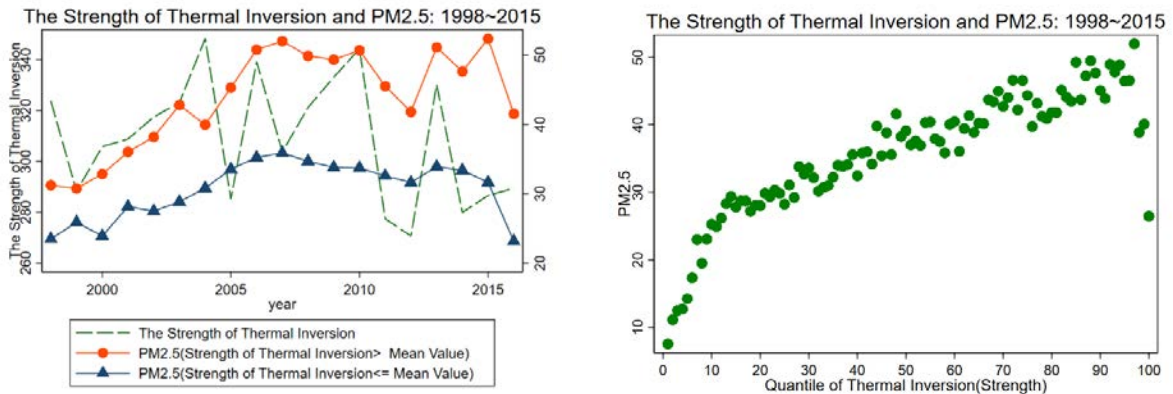 The Strength of Thermal Inversion and PM2.5: 1998~2015
The Strength of Thermal Inversion
260 280 300 320 340
20 30 40 50
2000 2005 2010 2015
year
The Strength of Thermal Inversion
PM2.5(Strength of Thermal Inversion> Mean Value)
PM2.5(Strength of Thermal Inversion<= Mean Value)
The Strength of Thermal Inversion and PM2.5: 1998~2015
PM2.5
10 20 30 40 50
0 10 20 30 40 50 60 70 80 90 100
Quantile of Thermal Inversion(Strength)